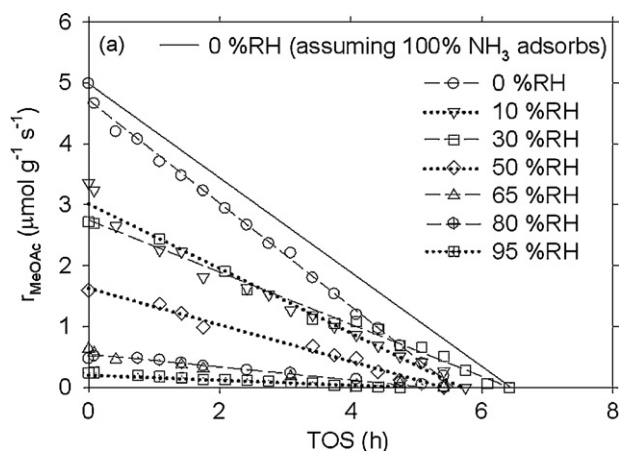 6
(a)
0 %RH (assuming 100% NH₃ adsorbs)
5
0 %RH
10 %RH
4
30 %RH
50 %RH
3
65 %RH
80 %RH
2
95 %RH
1
0
r_MeOAc (μmol g⁻¹ s⁻¹)
0 2 4 6 8
TOS (h)